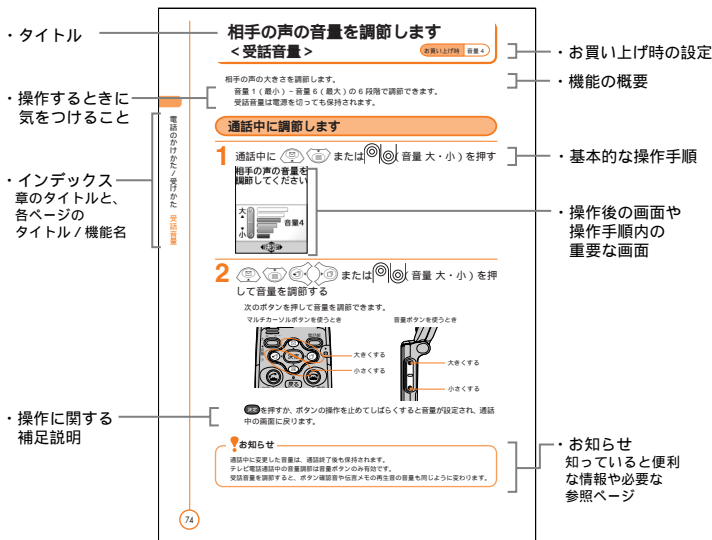 ・タイトル
・操作するときに
気をつけること
・インデックス
章のタイトルと、
各ページの
タイトル / 機能名
・操作に関する
補足説明
電話のかけかた / 受けかた 受話音量
相手の声の音量を調節します
<受話音量>
お買い上げ時 音量 4
相手の声の大きさを調節します。
音量 1 ( 最小 ) ~ 音量 6 ( 最大 ) の 6 段階で調節できます。
受話音量は電源を切っても保持されます。
通話中に調節します
1 通話中に または ( 音量 大・小 ) を押す
相手の声の音量を
調節してください
大
音量4
小
2 または ( 音量 大・小 ) を押
して音量を調節する
次のボタンを押して音量を調節できます。
マルチカーソルボタンを使うとき 音量ボタンを使うとき
決定
戻る
大きくする
小さくする
大きくする
小さくする
決定 を押すか、ボタンの操作を止めてしばらくすると音量が設定され、通話
中の画面に戻ります。
お知らせ
通話中に変更した音量は、通話終了後も保持されます。
テレビ電話通話中の音量調節は音量ボタンのみ有効です。
受話音量を調節すると、ボタン確認音や伝言メモの再生音の音量も同じように変わります。
74
・お買い上げ時の設定
・機能の概要
・基本的な操作手順
・操作後の画面や
操作手順内の
重要な画面
・お知らせ
知っていると便利
な情報や必要な
参照ページ